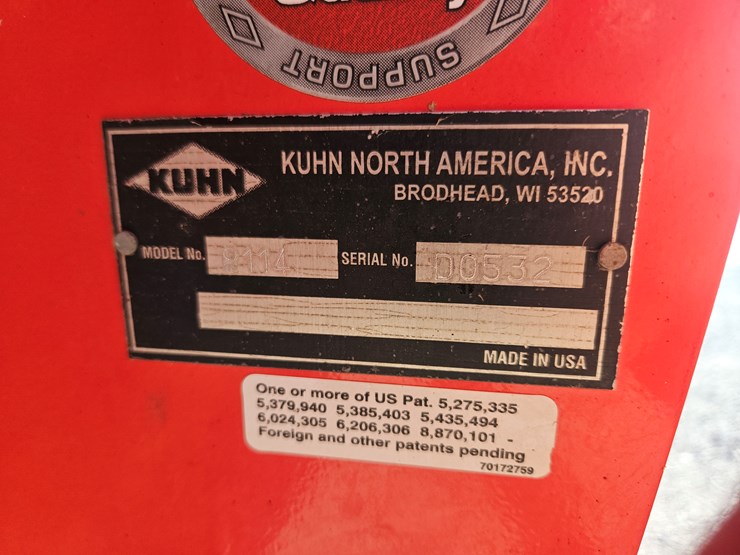 SUPPORT
KUHN
KUHN NORTH AMERICA, INC.
BRODHEAD, WI 53520
MODEL No. 8114
SERIAL No. D0532
MADE IN USA
One or more of US Pat. 5,275,335
5,379,940 5,385,403 5,435,494
6,024,305 6,206,306 8,870,101 -
Foreign and other patents pending
70172759